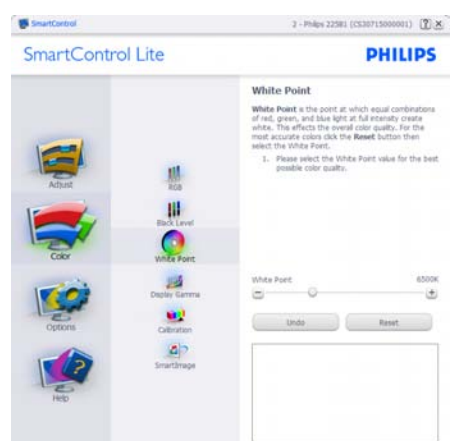 SmartControl
2 - Philips 225B1 (CS30715000001)
SmartControl Lite
PHILIPS
Adjust
Color
Options
Help
RGB
Black Level
White Point
Display Gamma
Calibration
SmartImage
White Point
White Point is the point at which equal combinations
of red, green, and blue light at full intensity create
white. This effects the overall color quality. For the
most accurate colors click the Reset button then
select the White Point.
1. Please select the White Point value for the best
possible color quality.
White Point 6500K
Undo
Reset